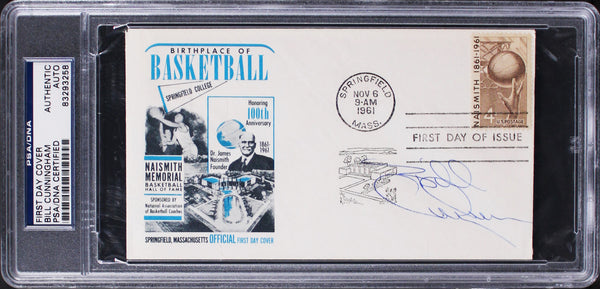 PSA/DNA
FIRST DAY COVER
BILL CUNNINGHAM
PSA/DNA CERTIFIED
AUTHENTIC
AUTO
83293258
BIRTHPLACE OF
BASKETBALL
SPRINGFIELD COLLEGE
Honoring
100th
Anniversary
1861-
1961
Dr. James
Naismith
Founder
NAISMITH
MEMORIAL
BASKETBALL
HALL OF FAME
SPONSORED BY
National Association
of Basketball Coaches
SPRINGFIELD, MASSACHUSETTS OFFICIAL FIRST DAY COVER
SPRINGFIELD
NOV 6
9-AM
1961
MASS.
NAISMITH 1861-1961
4¢
U.S. POSTAGE
FIRST DAY OF ISSUE
Bill